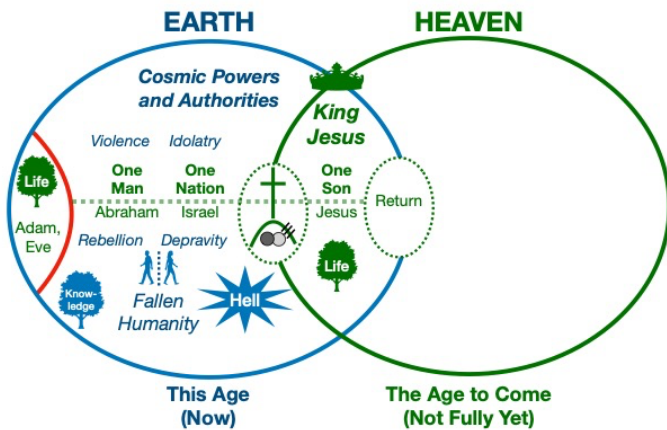 EARTH
HEAVEN
Cosmic Powers
and Authorities
King
Jesus
Violence
Idolatry
Life
One
Man
One
Nation
One
Son
Abraham
Israel
Jesus
Return
Adam,
Eve
Rebellion
Depravity
Life
Know-
ledge
Hell
Fallen
Humanity
This Age
(Now)
The Age to Come
(Not Fully Yet)